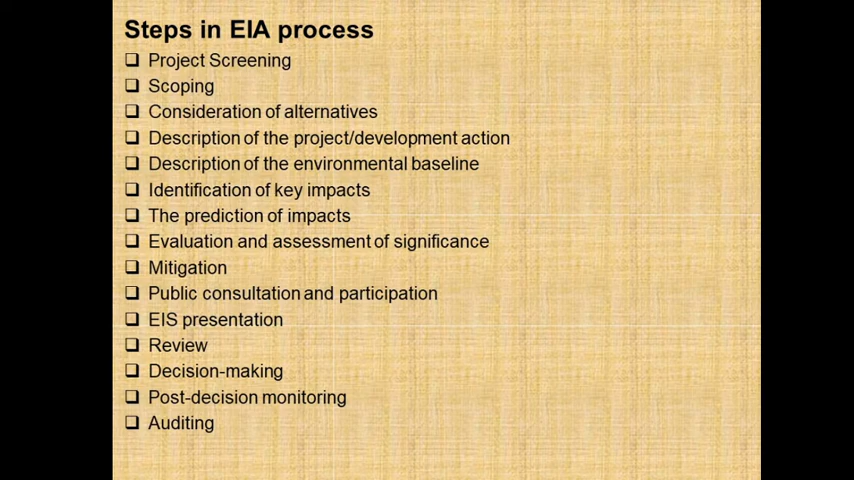 Steps in EIA process
Project Screening
Scoping
Consideration of alternatives
Description of the project/development action
Description of the environmental baseline
Identification of key impacts
The prediction of impacts
Evaluation and assessment of significance
Mitigation
Public consultation and participation
EIS presentation
Review
Decision-making
Post-decision monitoring
Auditing